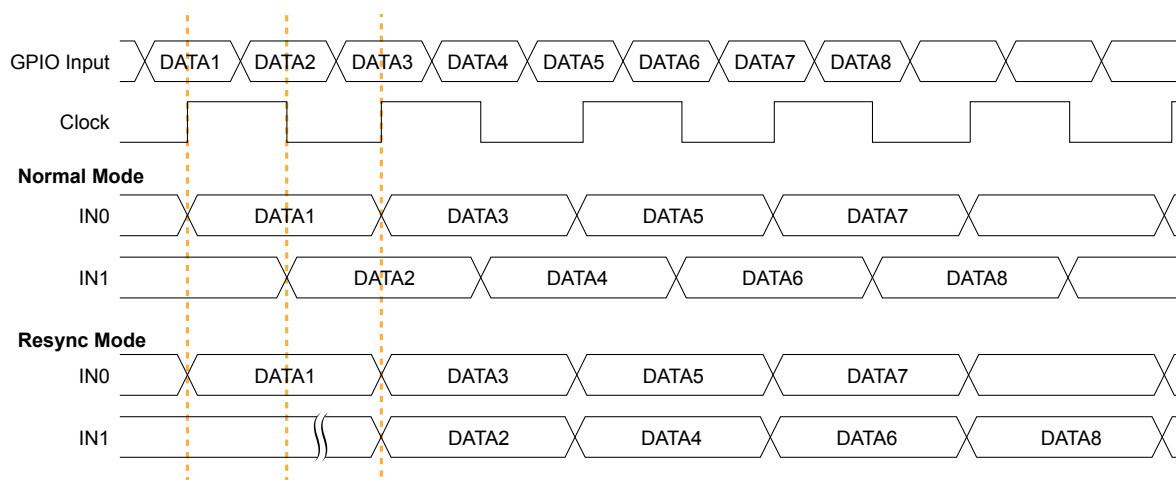 GPIO Input DATA1 DATA2 DATA3 DATA4 DATA5 DATA6 DATA7 DATA8
Clock
Normal Mode
IN0 DATA1 DATA3 DATA5 DATA7
IN1 DATA2 DATA4 DATA6 DATA8
Resync Mode
IN0 DATA1 DATA3 DATA5 DATA7
IN1 DATA2 DATA4 DATA6 DATA8